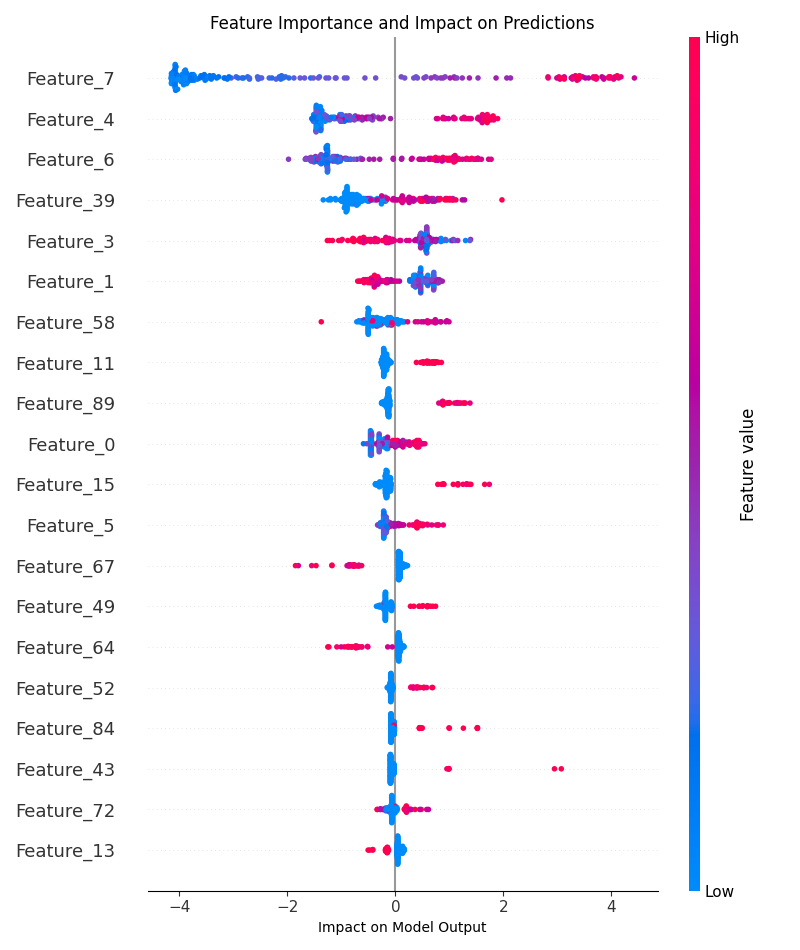 Feature Importance and Impact on Predictions
High
Feature_7
Feature_4
Feature_6
Feature_39
Feature_3
Feature_1
Feature_58
Feature_11
Feature_89
Feature_0
Feature_15
Feature_5
Feature_67
Feature_49
Feature_64
Feature_52
Feature_84
Feature_43
Feature_72
Feature_13
Feature value
Low
−4 −2 0 2 4
Impact on Model Output